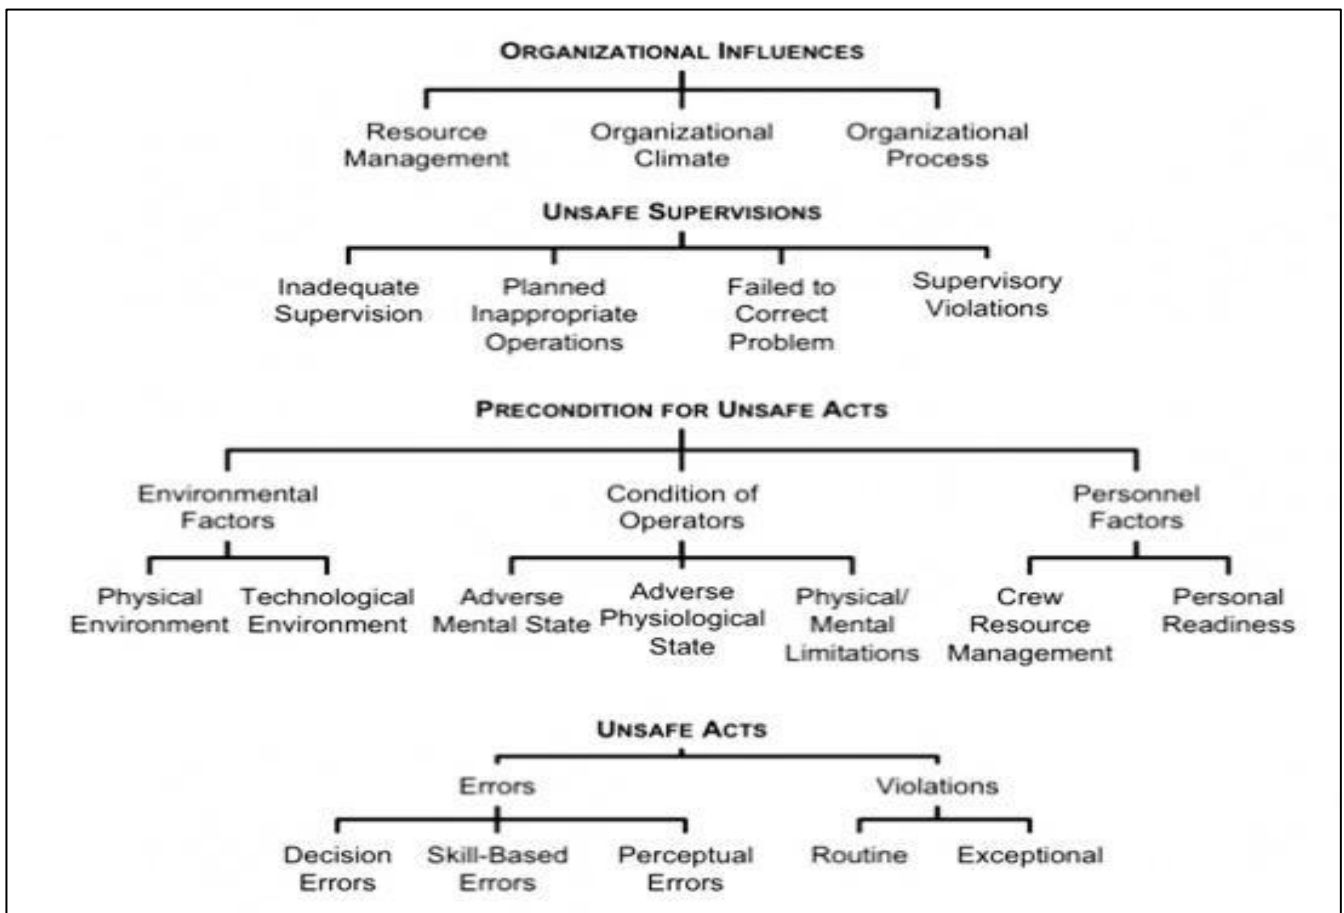 ORGANIZATIONAL INFLUENCES
Resource
Management
Organizational
Climate
Organizational
Process
UNSAFE SUPERVISIONS
Inadequate
Supervision
Planned
Inappropriate
Operations
Failed to
Correct
Problem
Supervisory
Violations
PRECONDITION FOR UNSAFE ACTS
Environmental
Factors
Condition of
Operators
Personnel
Factors
Physical
Environment
Technological
Environment
Adverse
Mental State
Adverse
Physiological
State
Physical/
Mental
Limitations
Crew
Resource
Management
Personal
Readiness
UNSAFE ACTS
Errors
Violations
Decision
Errors
Skill-Based
Errors
Perceptual
Errors
Routine
Exceptional